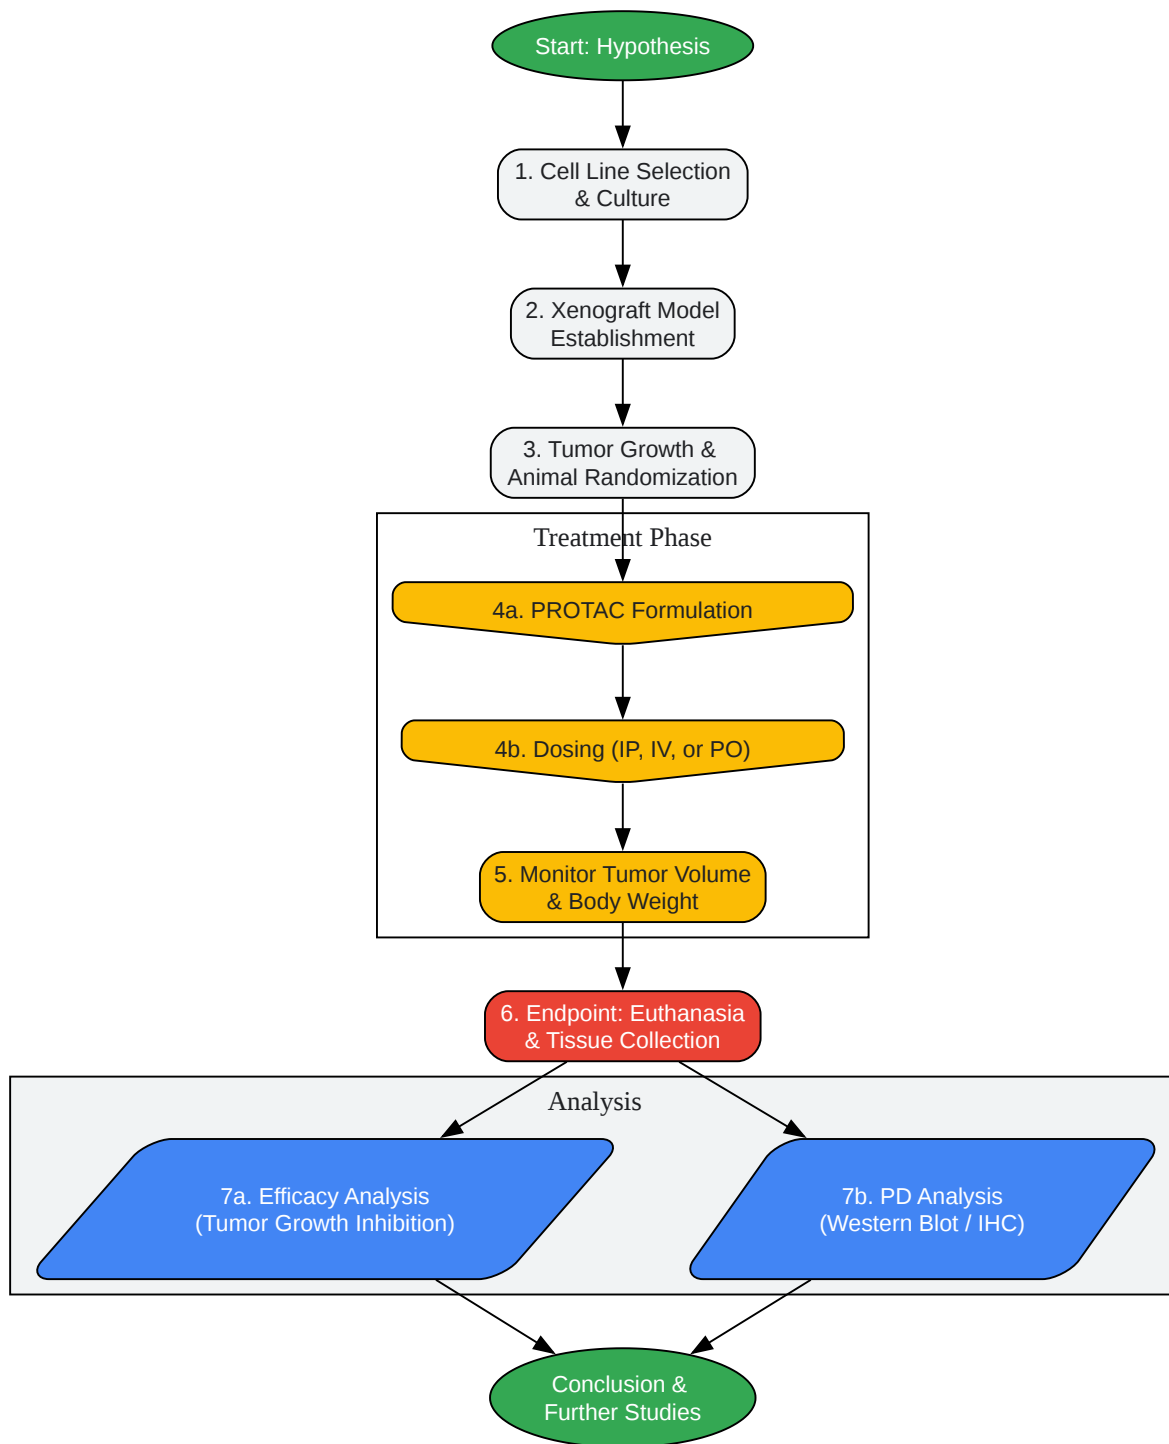 Start: Hypothesis
1. Cell Line Selection
& Culture
2. Xenograft Model
Establishment
3. Tumor Growth &
Animal Randomization
Treatment Phase
4a. PROTAC Formulation
4b. Dosing (IP, IV, or PO)
5. Monitor Tumor Volume
& Body Weight
6. Endpoint: Euthanasia
& Tissue Collection
Analysis
7a. Efficacy Analysis
(Tumor Growth Inhibition)
7b. PD Analysis
(Western Blot / IHC)
Conclusion &
Further Studies